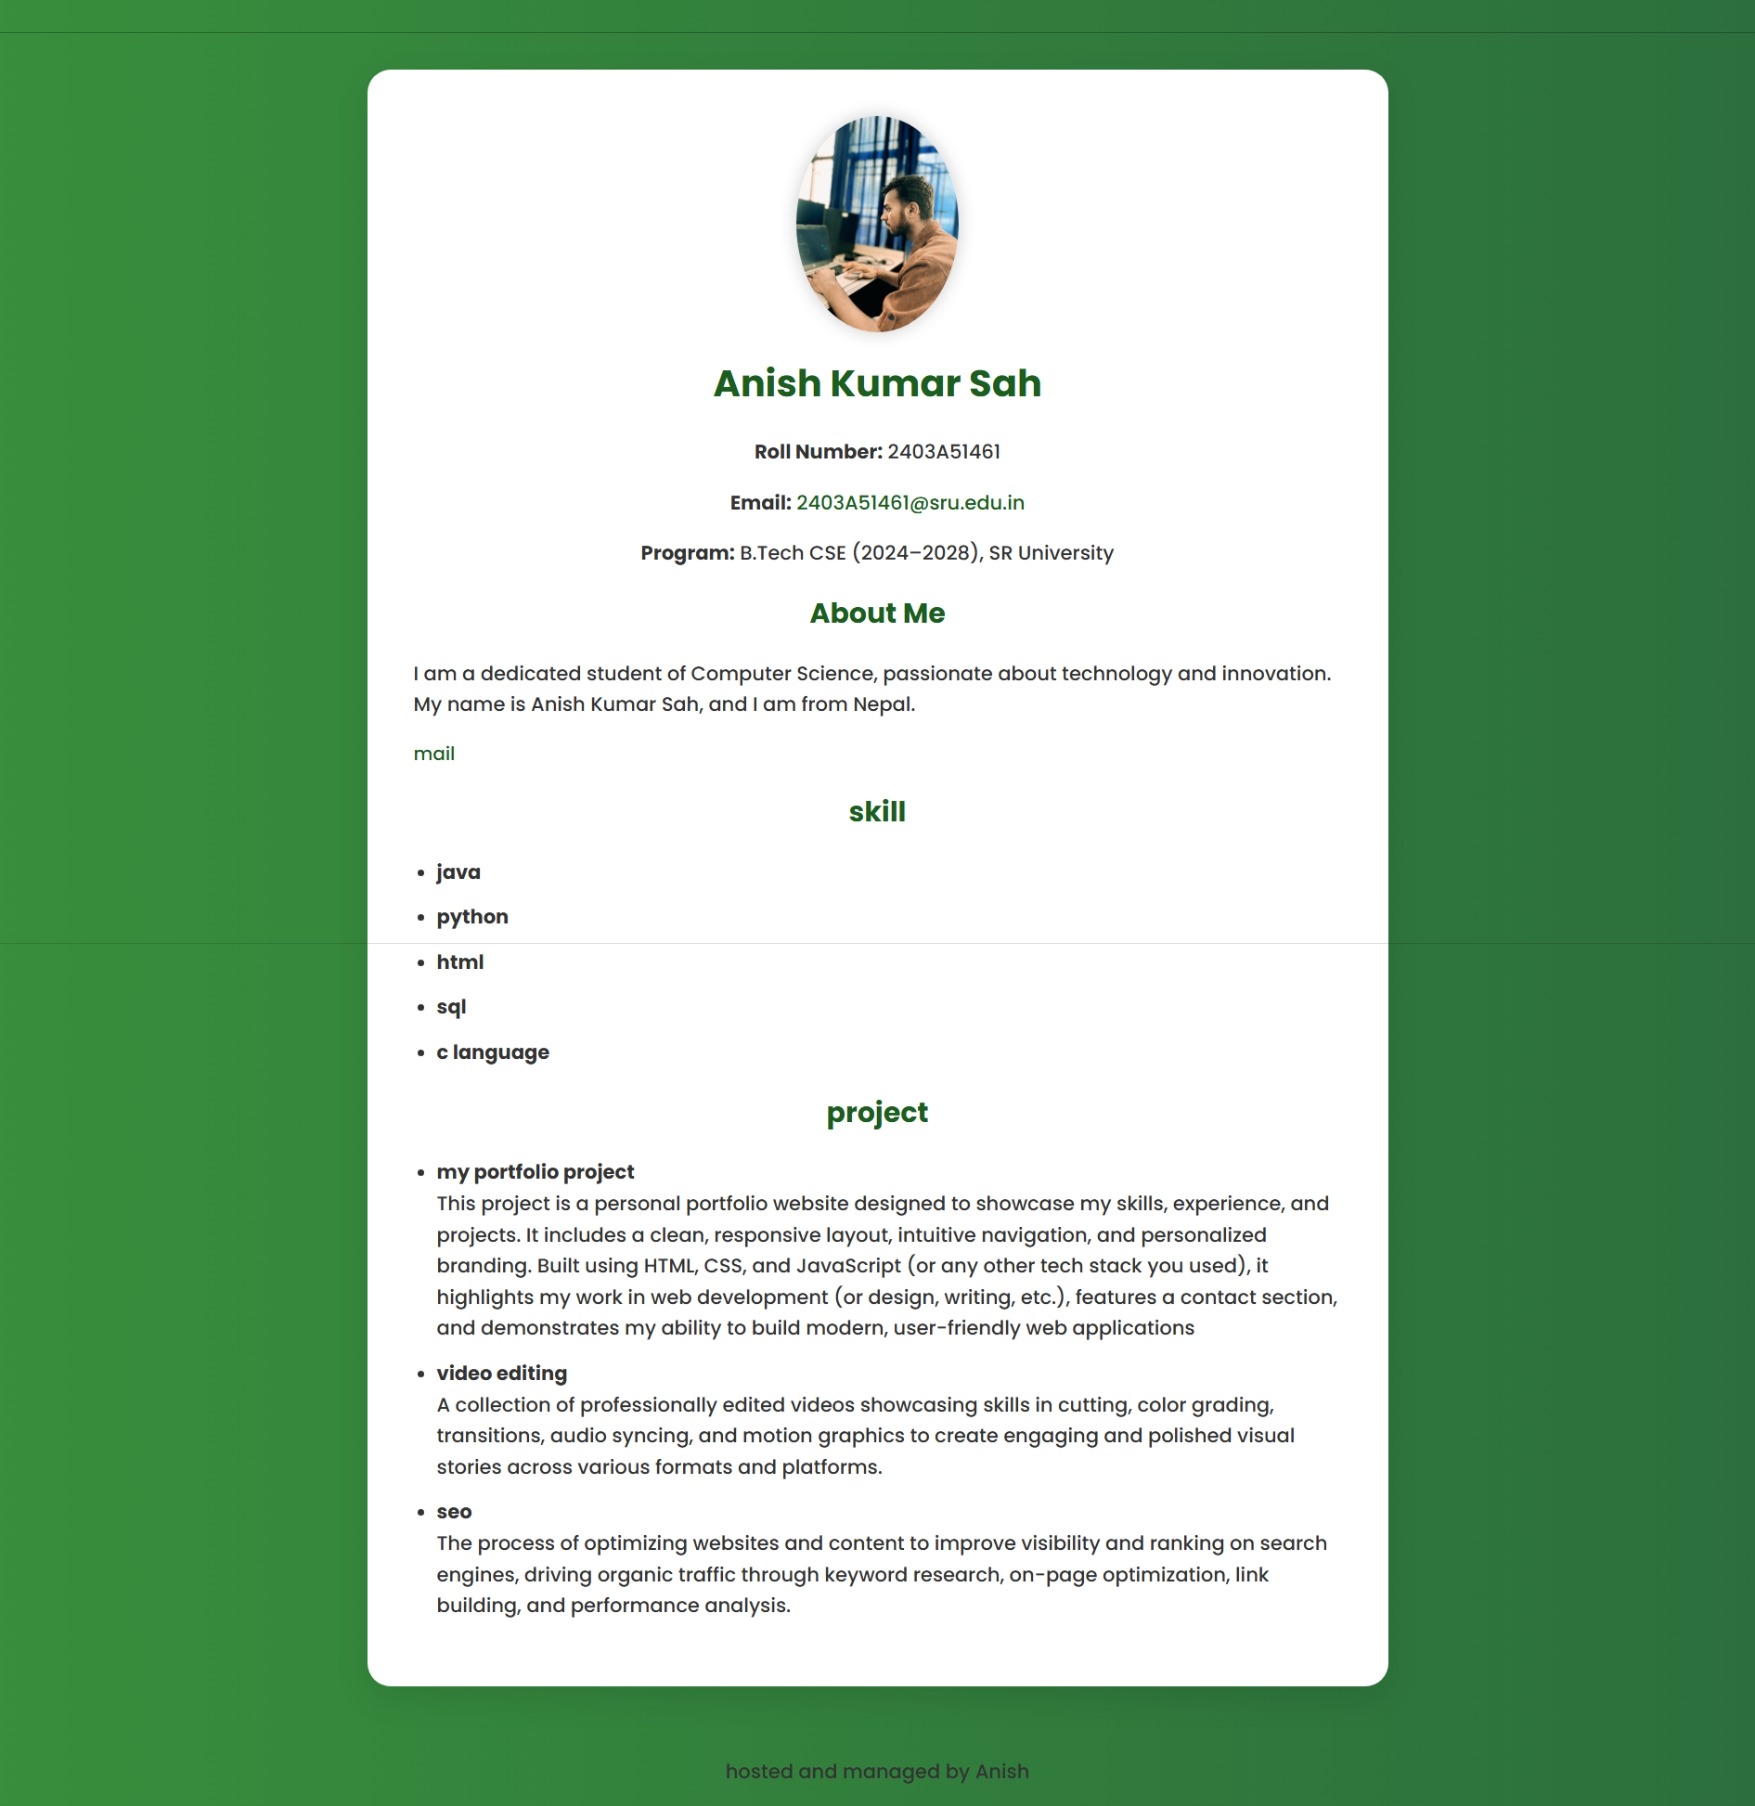 Anish Kumar Sah
Roll Number: 2403A51461
Email: 2403A51461@sru.edu.in
Program: B.Tech CSE (2024–2028), SR University
About Me
I am a dedicated student of Computer Science, passionate about technology and innovation.
My name is Anish Kumar Sah, and I am from Nepal.
mail
skill
• java
• python
• html
• sql
• c language
project
• my portfolio project
This project is a personal portfolio website designed to showcase my skills, experience, and
projects. It includes a clean, responsive layout, intuitive navigation, and personalized
branding. Built using HTML, CSS, and JavaScript (or any other tech stack you used), it
highlights my work in web development (or design, writing, etc.), features a contact section,
and demonstrates my ability to build modern, user-friendly web applications
• video editing
A collection of professionally edited videos showcasing skills in cutting, color grading,
transitions, audio syncing, and motion graphics to create engaging and polished visual
stories across various formats and platforms.
• seo
The process of optimizing websites and content to improve visibility and ranking on search
engines, driving organic traffic through keyword research, on-page optimization, link
building, and performance analysis.
hosted and managed by Anish